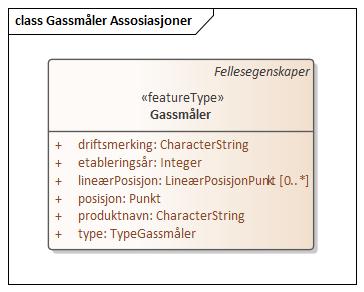 class Gassmåler Assosiasjoner
Fellesegenskaper
«featureType»
Gassmåler
+ driftsmerking: CharacterString
+ etableringsår: Integer
+ lineærPosisjon: LineærPosisjonPunkt [0..*]
+ posisjon: Punkt
+ produktnavn: CharacterString
+ type: TypeGassmåler